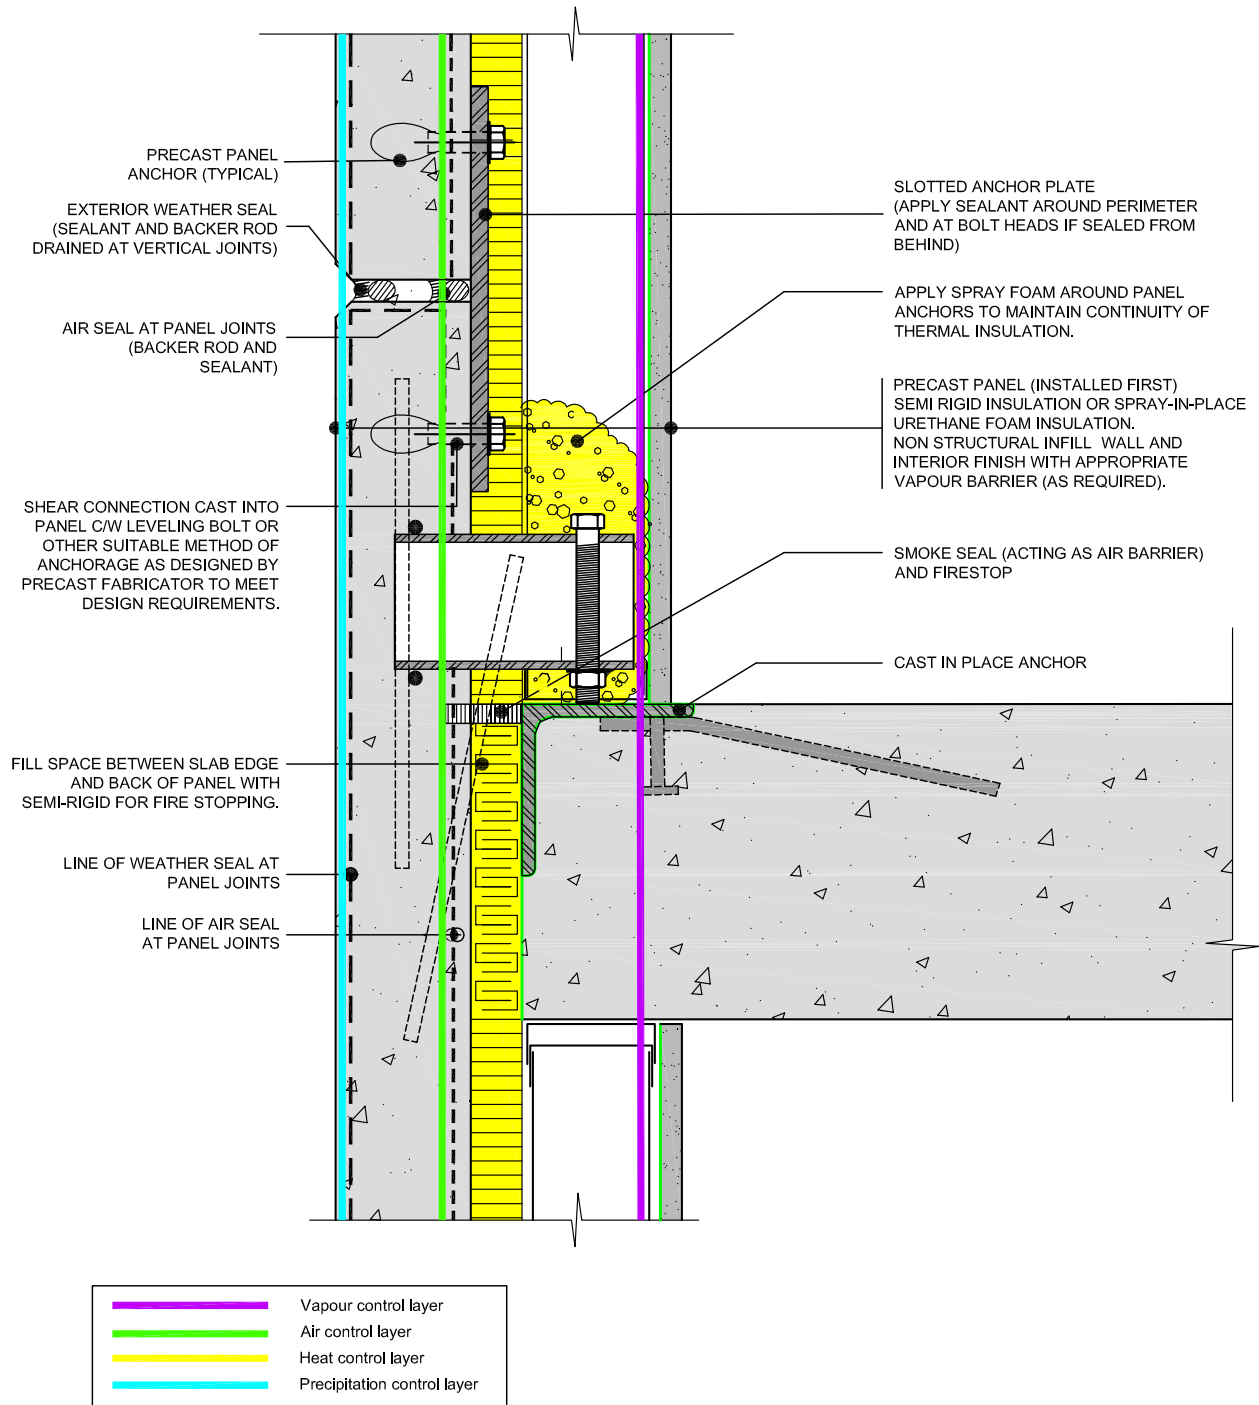 PRECAST PANEL
ANCHOR (TYPICAL)
EXTERIOR WEATHER SEAL
(SEALANT AND BACKER ROD
DRAINED AT VERTICAL JOINTS)
AIR SEAL AT PANEL JOINTS
(BACKER ROD AND
SEALANT)
SHEAR CONNECTION CAST INTO
PANEL C/W LEVELING BOLT OR
OTHER SUITABLE METHOD OF
ANCHORAGE AS DESIGNED BY
PRECAST FABRICATOR TO MEET
DESIGN REQUIREMENTS.
FILL SPACE BETWEEN SLAB EDGE
AND BACK OF PANEL WITH
SEMI-RIGID FOR FIRE STOPPING.
LINE OF WEATHER SEAL AT
PANEL JOINTS
LINE OF AIR SEAL
AT PANEL JOINTS
SLOTTED ANCHOR PLATE
(APPLY SEALANT AROUND PERIMETER
AND AT BOLT HEADS IF SEALED FROM
BEHIND)
APPLY SPRAY FOAM AROUND PANEL
ANCHORS TO MAINTAIN CONTINUITY OF
THERMAL INSULATION.
PRECAST PANEL (INSTALLED FIRST)
SEMI RIGID INSULATION OR SPRAY-IN-PLACE
URETHANE FOAM INSULATION.
NON STRUCTURAL INFILL WALL AND
INTERIOR FINISH WITH APPROPRIATE
VAPOUR BARRIER (AS REQUIRED).
SMOKE SEAL (ACTING AS AIR BARRIER)
AND FIRESTOP
CAST IN PLACE ANCHOR
Vapour control layer
Air control layer
Heat control layer
Precipitation control layer